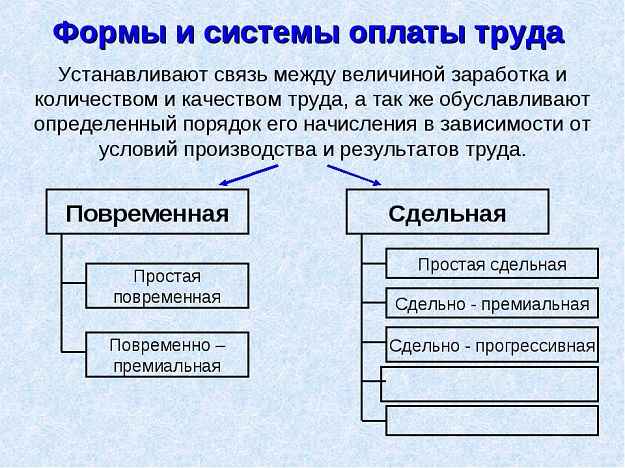 Формы и системы оплаты труда
Устанавливают связь между величиной заработка и
количеством и качеством труда, а так же обуславливают
определенный порядок его начисления в зависимости от
условий производства и результатов труда.
Повременная
Простая
повременная
Повременно –
премиальная
Сдельная
Простая сдельная
Сдельно - премиальная
Сдельно - прогрессивная